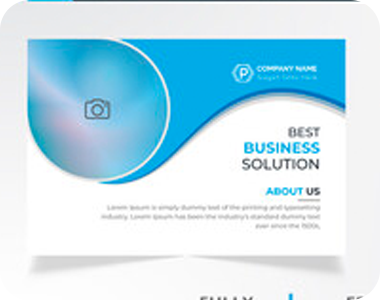 P
COMPANY NAME
BEST
BUSINESS
SOLUTION
ABOUT US
Lorem Ipsum is simply dummy text of the printing and typesetting
industry. Lorem Ipsum has been the industry's standard dummy text
ever since the 1500s,
FULLY